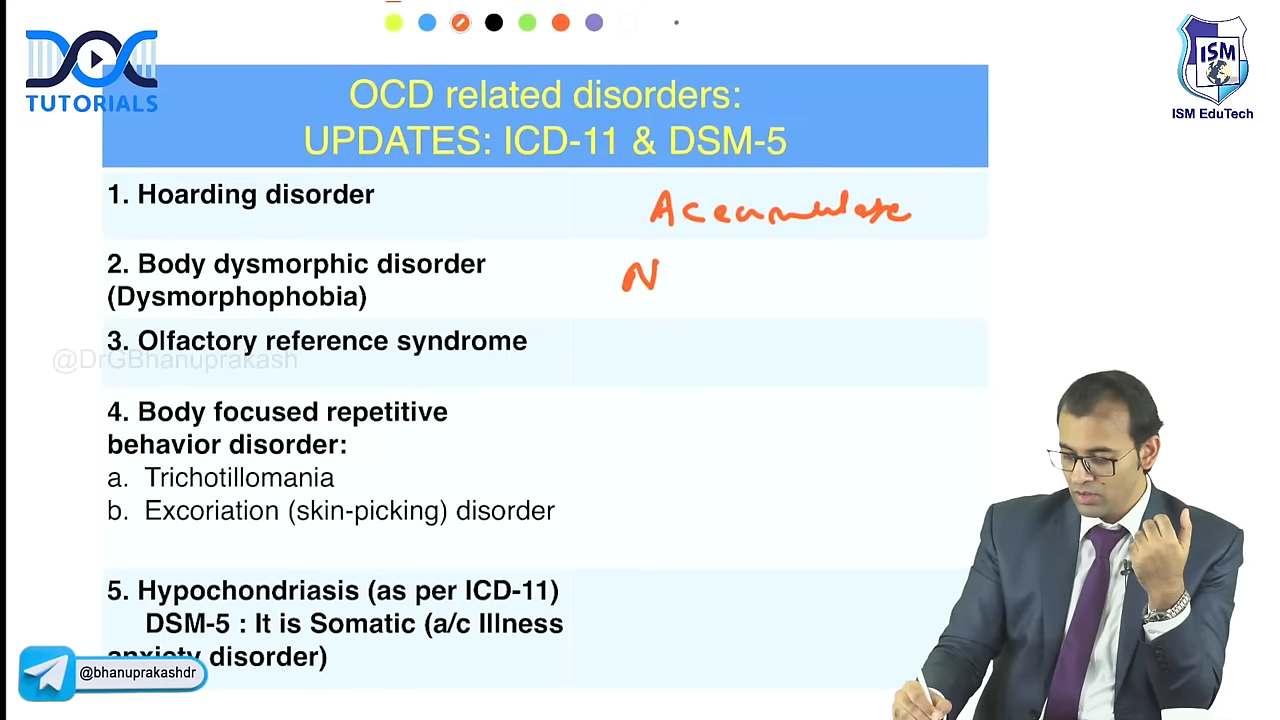 DOC
TUTORIALS
ISM
ISM EduTech
OCD related disorders:
UPDATES: ICD-11 & DSM-5
1. Hoarding disorder
Accumulate
2. Body dysmorphic disorder
(Dysmorphophobia)
N
3. Olfactory reference syndrome
@DrGBhanuprakash
4. Body focused repetitive
behavior disorder:
a. Trichotillomania
b. Excoriation (skin-picking) disorder
5. Hypochondriasis (as per ICD-11)
DSM-5 : It is Somatic (a/c Illness
anxiety disorder)
@bhanuprakashdr